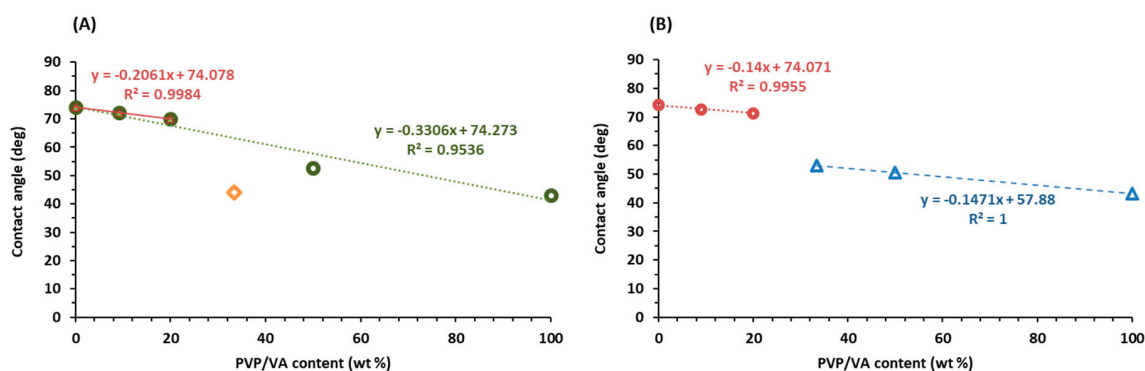 (A)
y = -0.2061x + 74.078
R² = 0.9984
y = -0.3306x + 74.273
R² = 0.9536
Contact angle (deg)
90
80
70
60
50
40
30
20
10
0
0 20 40 60 80 100
PVP/VA content (wt %)
(B)
y = -0.14x + 74.071
R² = 0.9955
y = -0.1471x + 57.88
R² = 1
Contact angle (deg)
90
80
70
60
50
40
30
20
10
0
0 20 40 60 80 100
PVP/VA content (wt %)